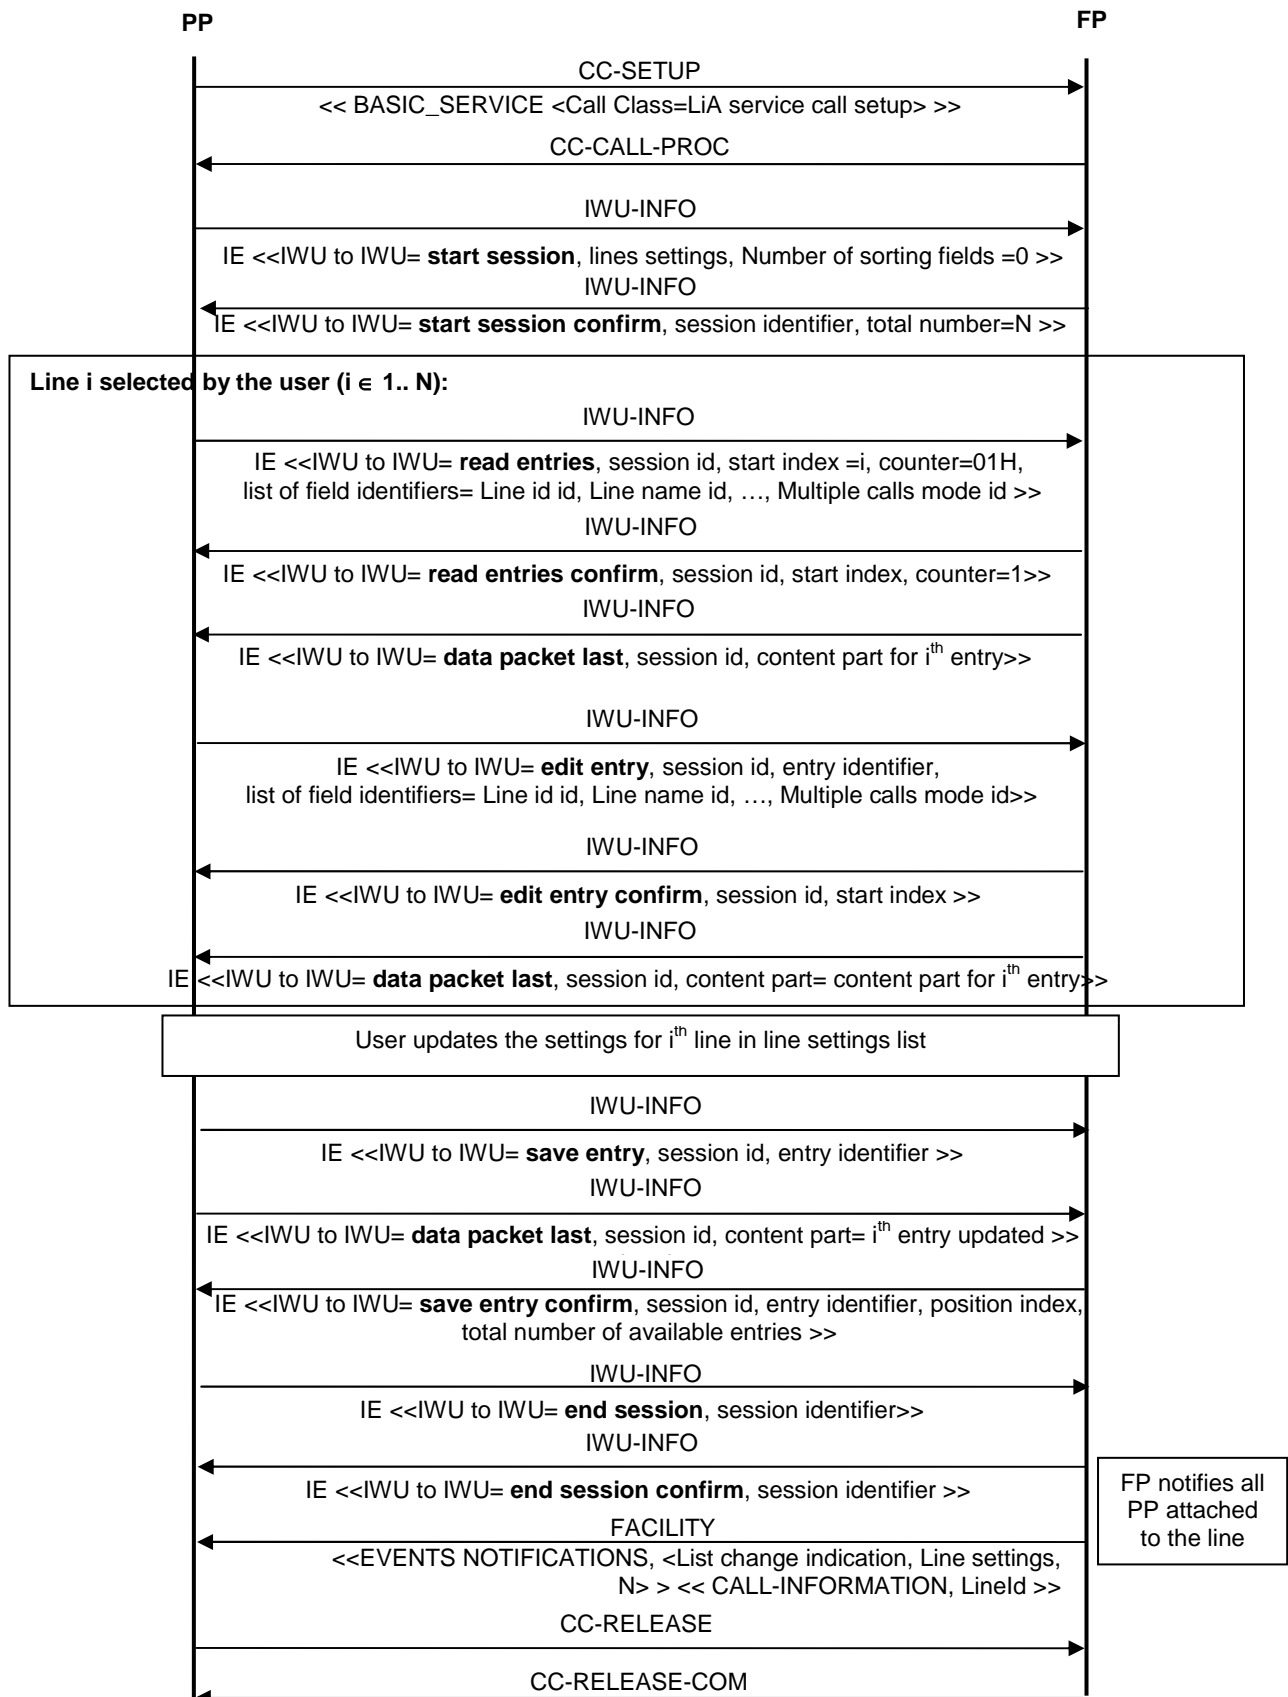 PP
FP
CC-SETUP
<< BASIC_SERVICE <Call Class=LiA service call setup> >>
CC-CALL-PROC
IWU-INFO
IE <<IWU to IWU= start session, lines settings, Number of sorting fields =0 >>
IWU-INFO
IE <<IWU to IWU= start session confirm, session identifier, total number=N >>
Line i selected by the user (i ∈ 1.. N):
IWU-INFO
IE <<IWU to IWU= read entries, session id, start index =i, counter=01H,
list of field identifiers= Line id id, Line name id, …, Multiple calls mode id >>
IWU-INFO
IE <<IWU to IWU= read entries confirm, session id, start index, counter=1>>
IWU-INFO
IE <<IWU to IWU= data packet last, session id, content part for ith entry>>
IWU-INFO
IE <<IWU to IWU= edit entry, session id, entry identifier,
list of field identifiers= Line id id, Line name id, …, Multiple calls mode id>>
IWU-INFO
IE <<IWU to IWU= edit entry confirm, session id, start index >>
IWU-INFO
IE <<IWU to IWU= data packet last, session id, content part= content part for ith entry>>
User updates the settings for ith line in line settings list
IWU-INFO
IE <<IWU to IWU= save entry, session id, entry identifier >>
IWU-INFO
IE <<IWU to IWU= data packet last, session id, content part= ith entry updated >>
IWU-INFO
IE <<IWU to IWU= save entry confirm, session id, entry identifier, position index,
total number of available entries >>
IWU-INFO
IE <<IWU to IWU= end session, session identifier>>
IWU-INFO
IE <<IWU to IWU= end session confirm, session identifier >>
FP notifies all
PP attached
to the line
FACILITY
<<EVENTS NOTIFICATIONS, <List change indication, Line settings,
N> > << CALL-INFORMATION, LineId >>
CC-RELEASE
CC-RELEASE-COM